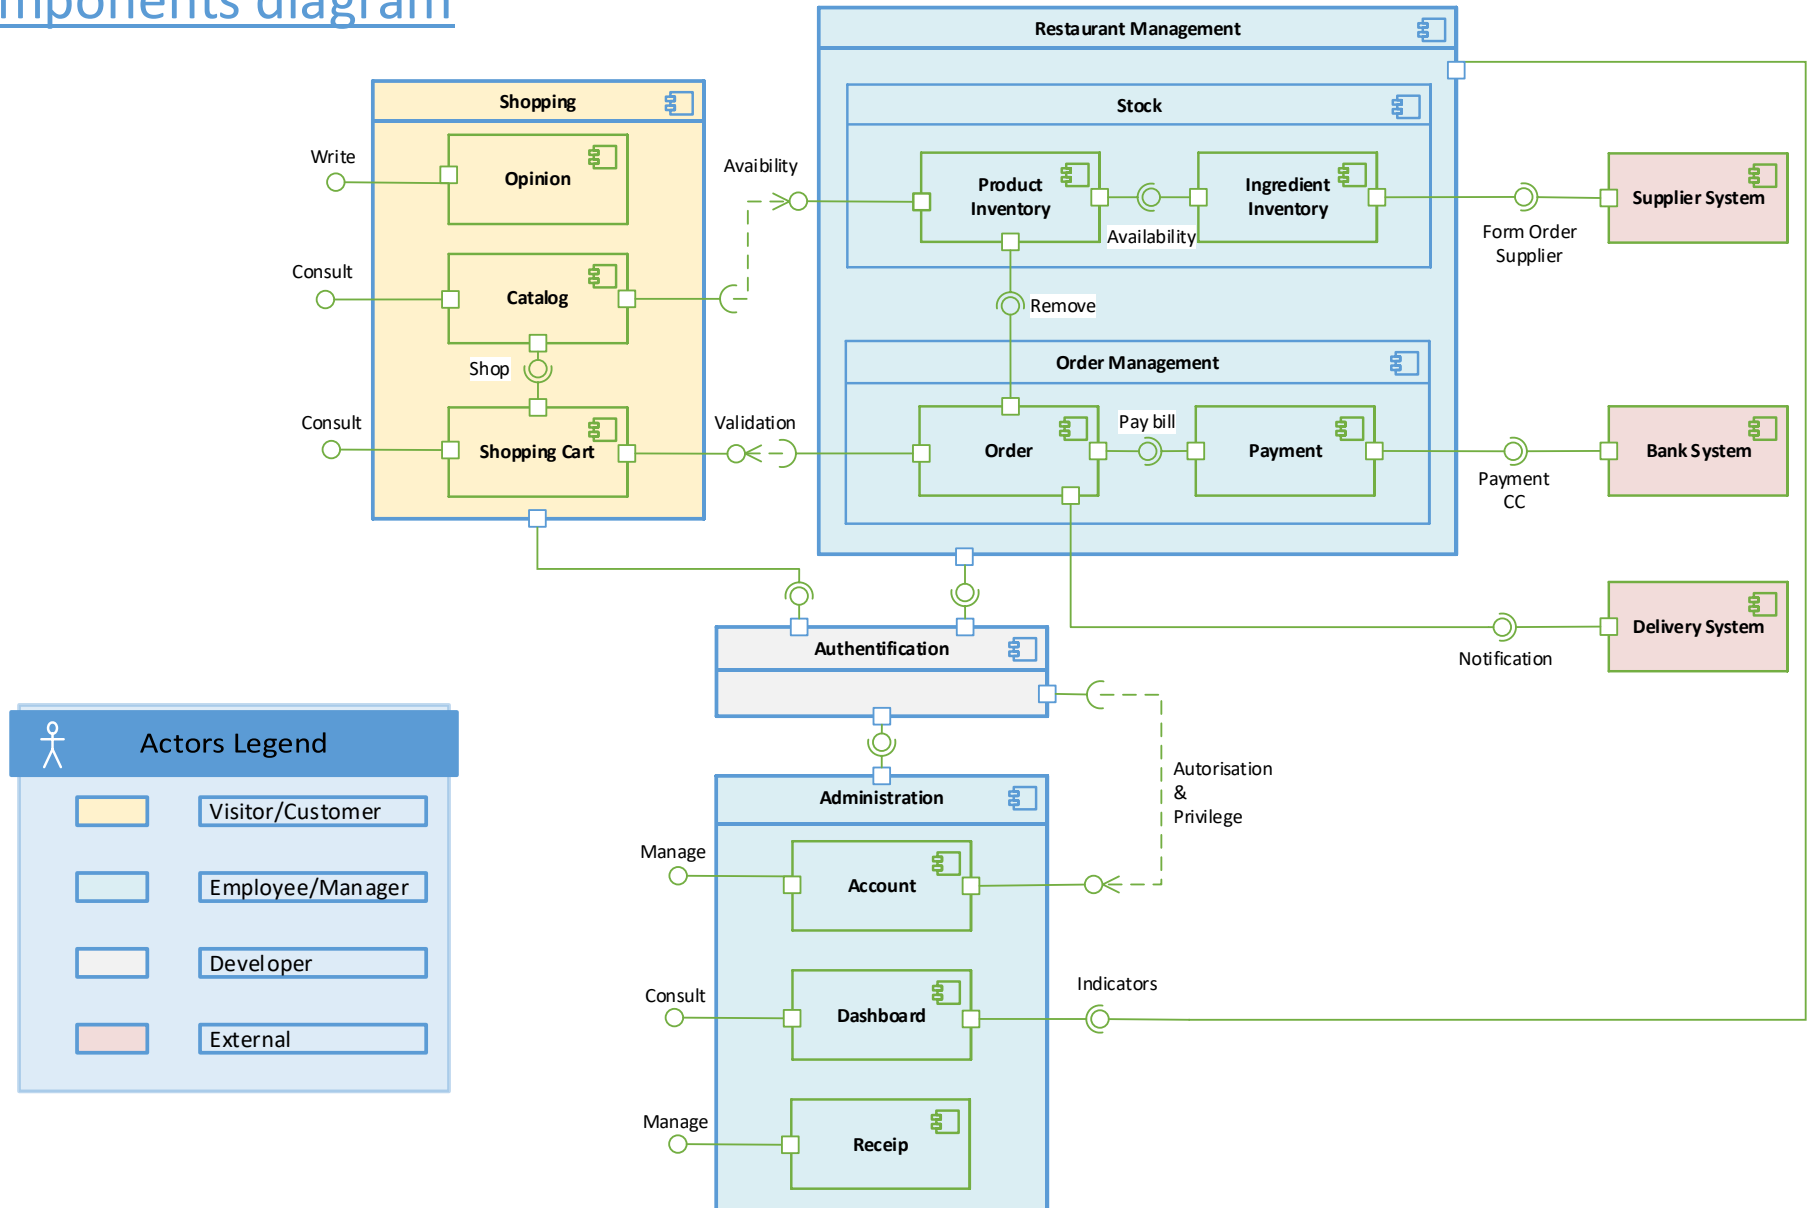 mponents diagram
Restaurant Management
Shopping
Stock
Write
Opinion
Avaibility
Product
Inventory
Ingredient
Inventory
Supplier System
Availability
Form Order
Supplier
Consult
Catalog
Remove
Shop
Order Management
Consult
Shopping Cart
Validation
Order
Pay bill
Payment
Bank System
Payment
CC
Authentification
Delivery System
Notification
Actors Legend
Visitor/Customer
Employee/Manager
Developer
External
Autorisation
&
Privilege
Administration
Manage
Account
Consult
Dashboard
Indicators
Manage
Receip